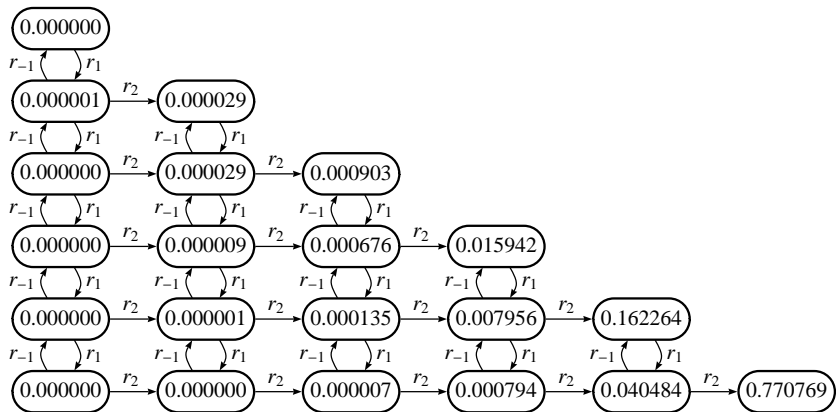 0.000000
r₋₁ r₁
0.000001 r₂ 0.000029
r₋₁ r₁ r₋₁ r₁
0.000000 r₂ 0.000029 r₂ 0.000903
r₋₁ r₁ r₋₁ r₁ r₋₁ r₁
0.000000 r₂ 0.000009 r₂ 0.000676 r₂ 0.015942
r₋₁ r₁ r₋₁ r₁ r₋₁ r₁ r₋₁ r₁
0.000000 r₂ 0.000001 r₂ 0.000135 r₂ 0.007956 r₂ 0.162264
r₋₁ r₁ r₋₁ r₁ r₋₁ r₁ r₋₁ r₁ r₋₁ r₁
0.000000 r₂ 0.000000 r₂ 0.000007 r₂ 0.000794 r₂ 0.040484 r₂ 0.770769